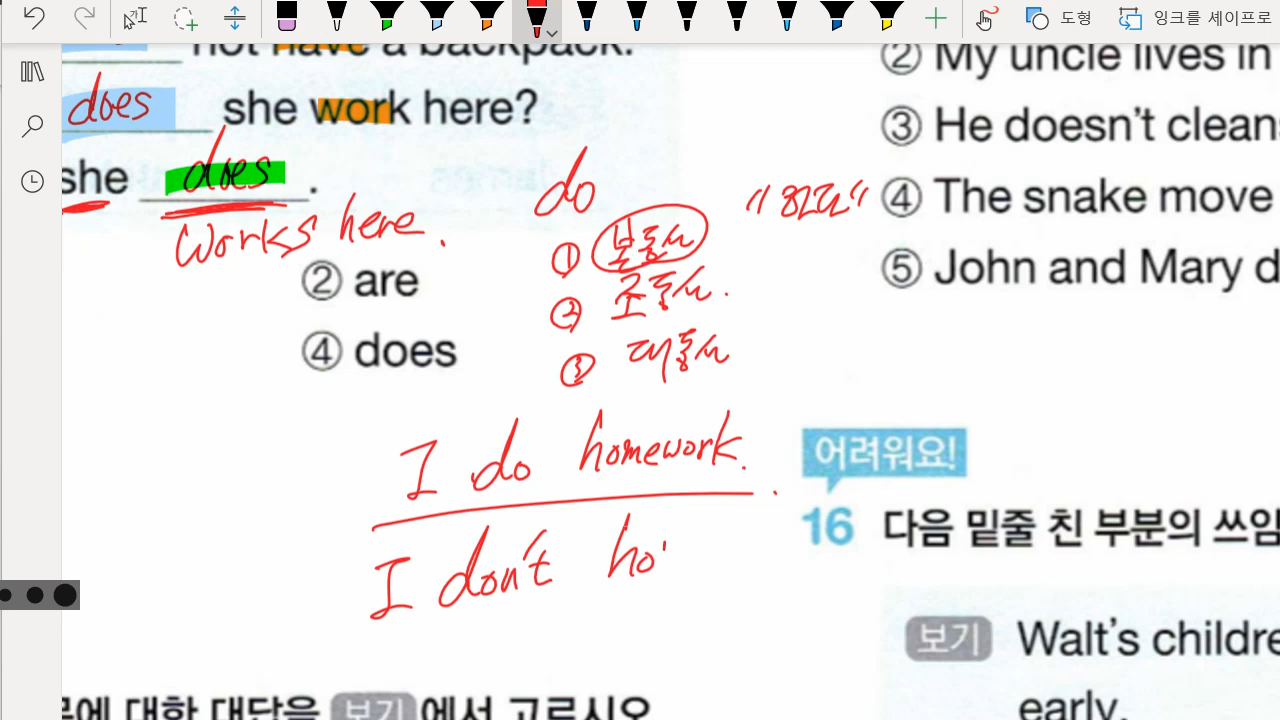 도형
잉크를 셰이프로
not have a backpack.
does she work here?
she does .
works here.
② are
④ does
do
① 본동사 "한다"
② 조동사.
③ 대동사
I do homework.
I don't ho
② My uncle lives in
③ He doesn't clean
④ The snake move
⑤ John and Mary d
어려워요!
16 다음 밑줄 친 부분의 쓰임
보기 Walt's childre
early.
문에 대한 대답을 보기 에서 고르시오